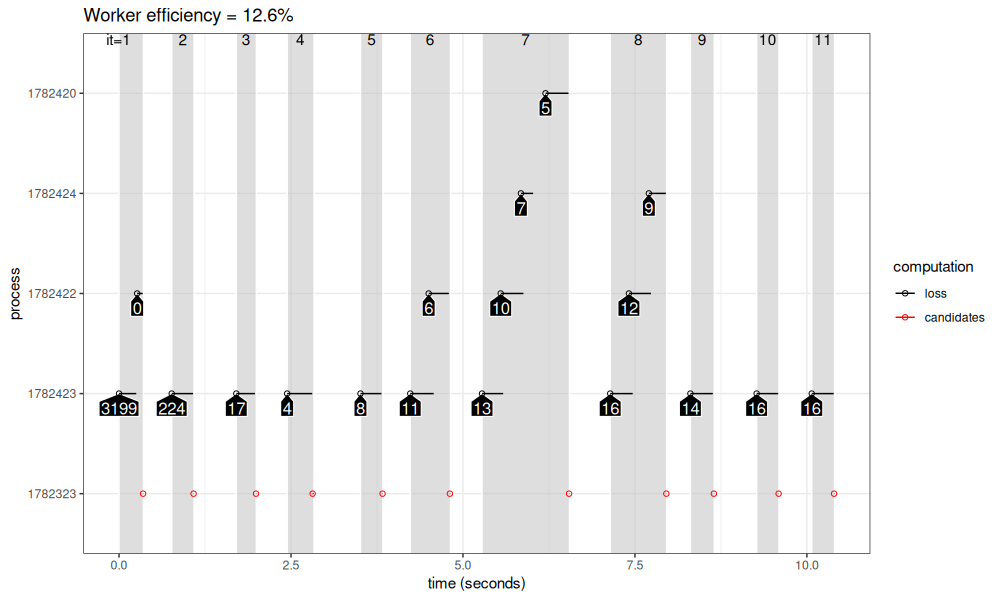 Worker efficiency = 12.6%
it=1 2 3 4 5 6 7 8 9 10 11
1782420
5
1782424
7 9
1782422
0 6 10 12
1782423
3199 224 17 4 8 11 13 16 14 16 16
1782323
0.0 2.5 5.0 7.5 10.0
time (seconds)
process
computation
loss
candidates